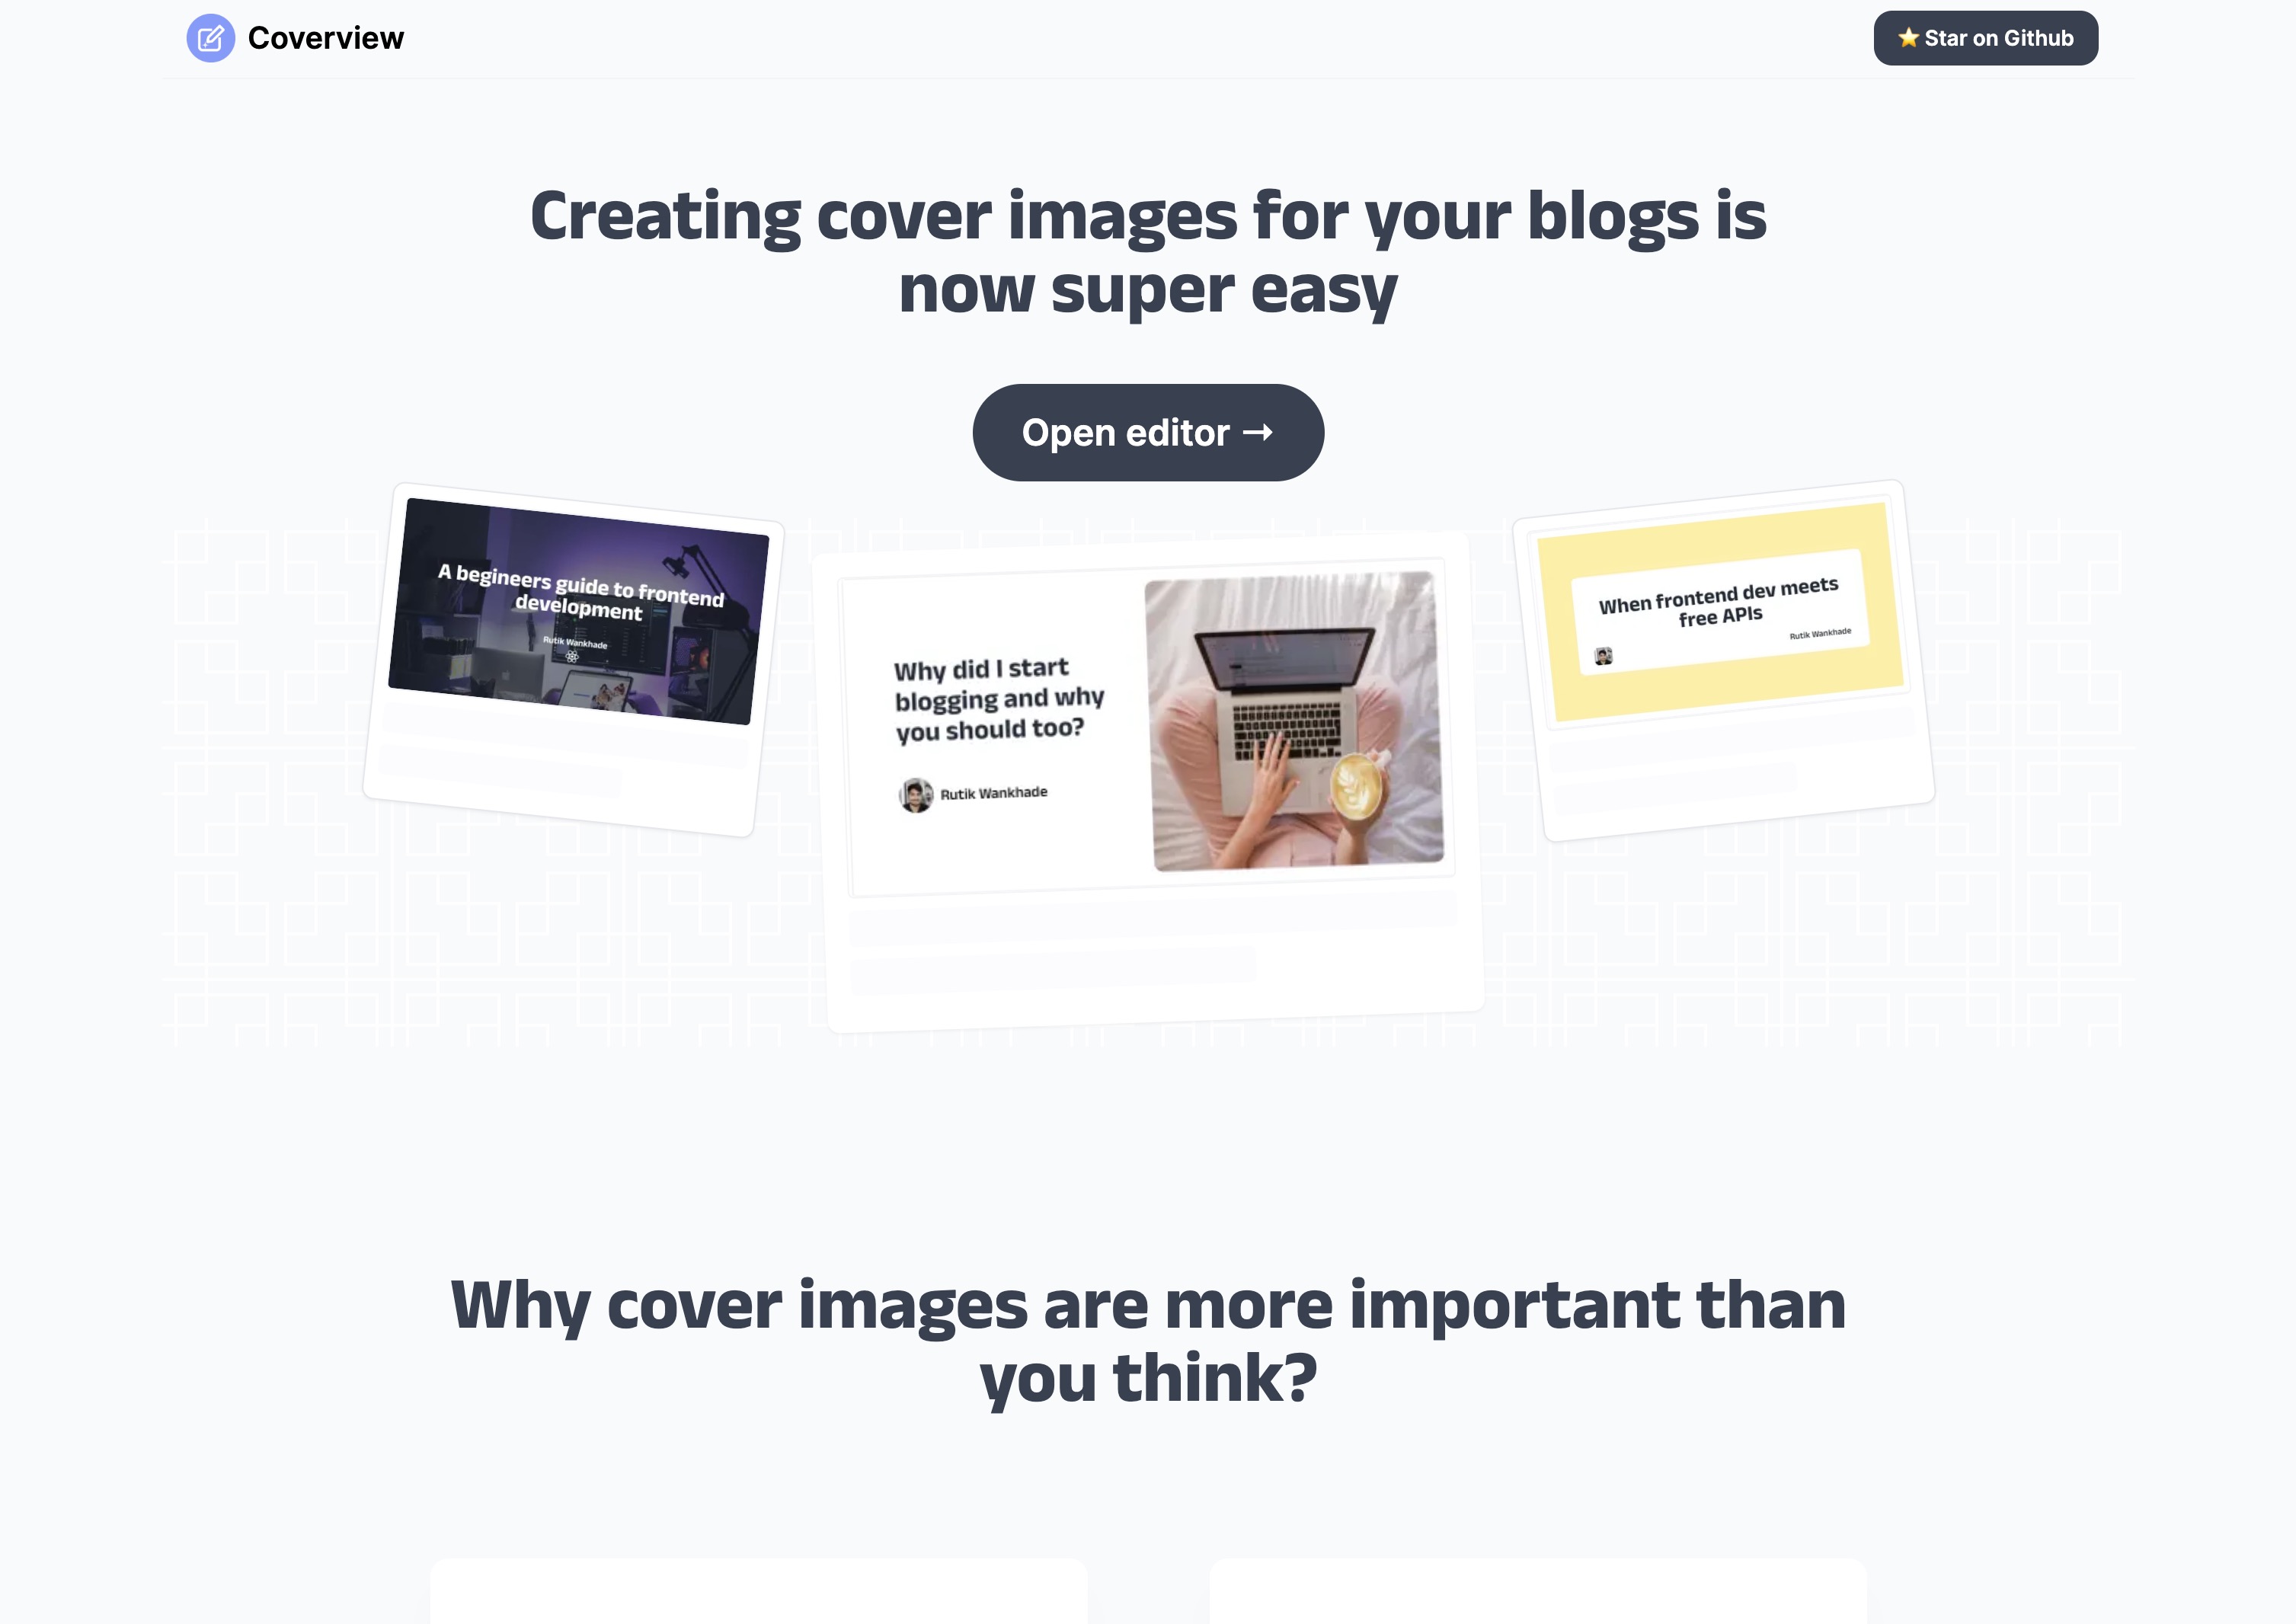 Coverview
⭐ Star on Github
Creating cover images for your blogs is
now super easy
Open editor →
A begineers guide to frontend
development
Rutik Wankhade
Why did I start
blogging and why
you should too?
Rutik Wankhade
When frontend dev meets
free APIs
Rutik Wankhade
Why cover images are more important than
you think?